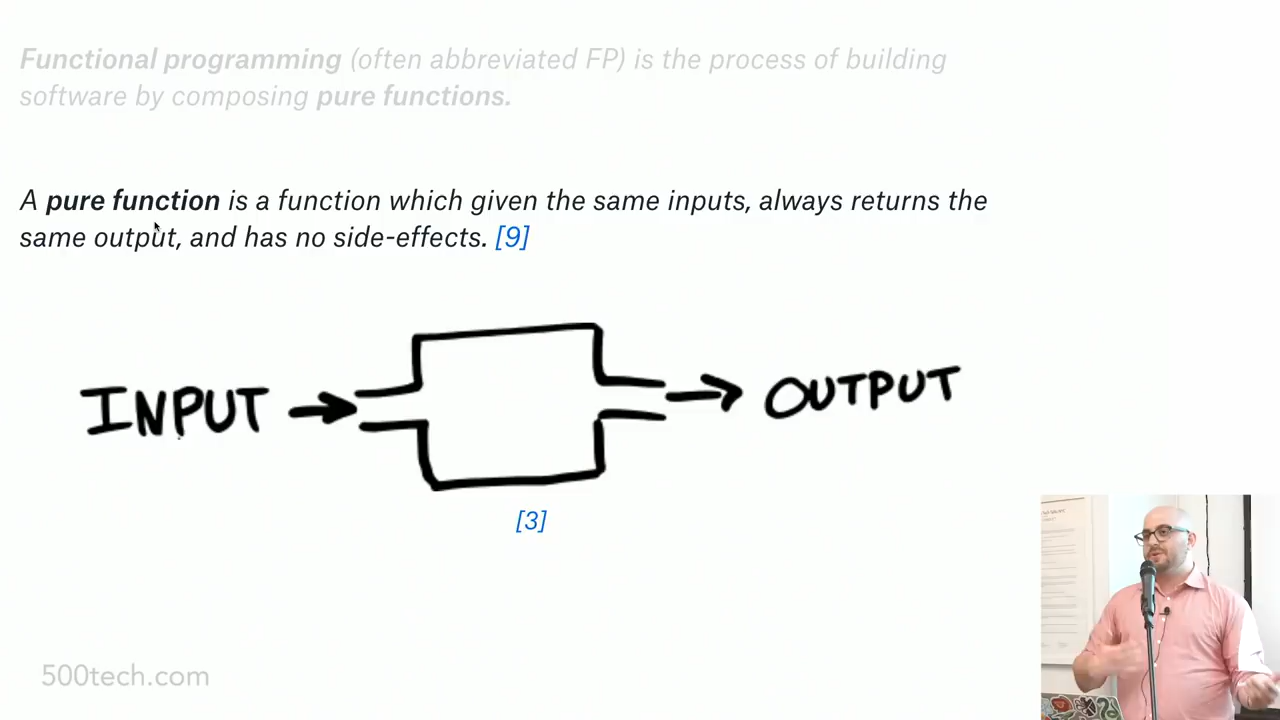 Functional programming (often abbreviated FP) is the process of building
software by composing pure functions.
A pure function is a function which given the same inputs, always returns the
same output, and has no side-effects. [9]
INPUT → → OUTPUT
[3]
500tech.com